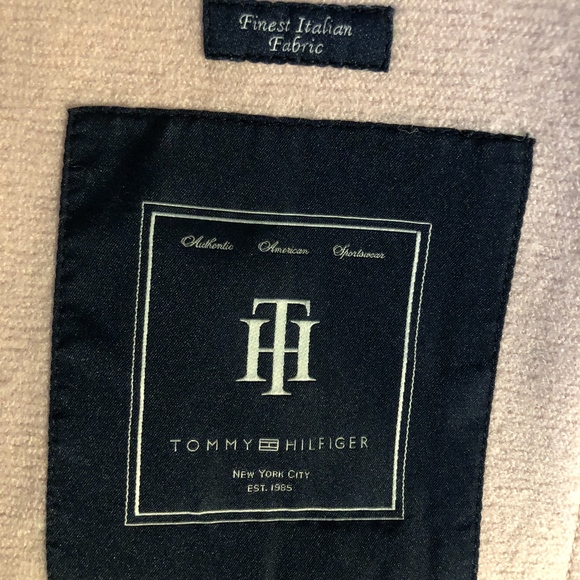 Finest Italian
Fabric
Authentic American Sportswear
TH
TOMMY HILFIGER
NEW YORK CITY
EST. 1985